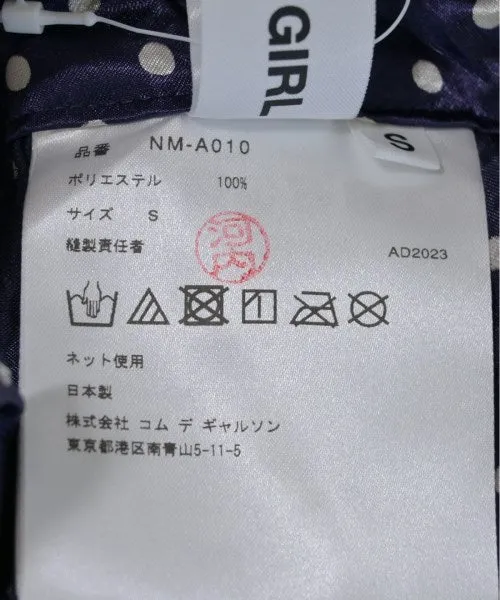 GIRL
S
品番 NM-A010
ポリエステル 100%
サイズ S
縫製責任者
河内
AD2023
ネット使用
日本製
株式会社 コム デ ギャルソン
東京都港区南青山5-11-5